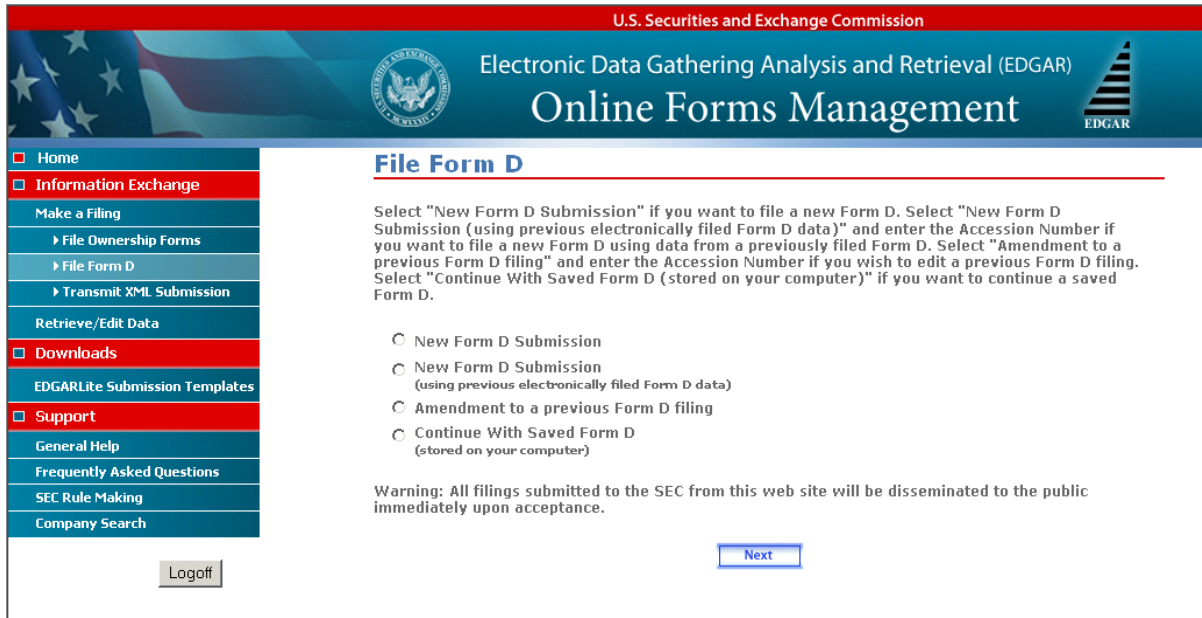 U.S. Securities and Exchange Commission
Electronic Data Gathering Analysis and Retrieval (EDGAR)
Online Forms Management
EDGAR
Home
Information Exchange
Make a Filing
File Ownership Forms
File Form D
Transmit XML Submission
Retrieve/Edit Data
Downloads
EDGARLite Submission Templates
Support
General Help
Frequently Asked Questions
SEC Rule Making
Company Search
Logoff
File Form D
Select "New Form D Submission" if you want to file a new Form D. Select "New Form D
Submission (using previous electronically filed Form D data)" and enter the Accession Number if
you want to file a new Form D using data from a previously filed Form D. Select "Amendment to a
previous Form D filing" and enter the Accession Number if you wish to edit a previous Form D filing.
Select "Continue With Saved Form D (stored on your computer)" if you want to continue a saved
Form D.
New Form D Submission
New Form D Submission
(using previous electronically filed Form D data)
Amendment to a previous Form D filing
Continue With Saved Form D
(stored on your computer)
Warning: All filings submitted to the SEC from this web site will be disseminated to the public
immediately upon acceptance.
Next